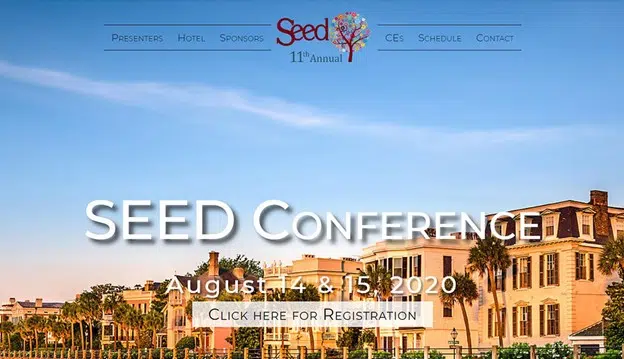 Presenters Hotel Sponsors Seed CEs Schedule Contact
11th Annual
SEED Conference
August 14 & 15, 2020
Click here for Registration